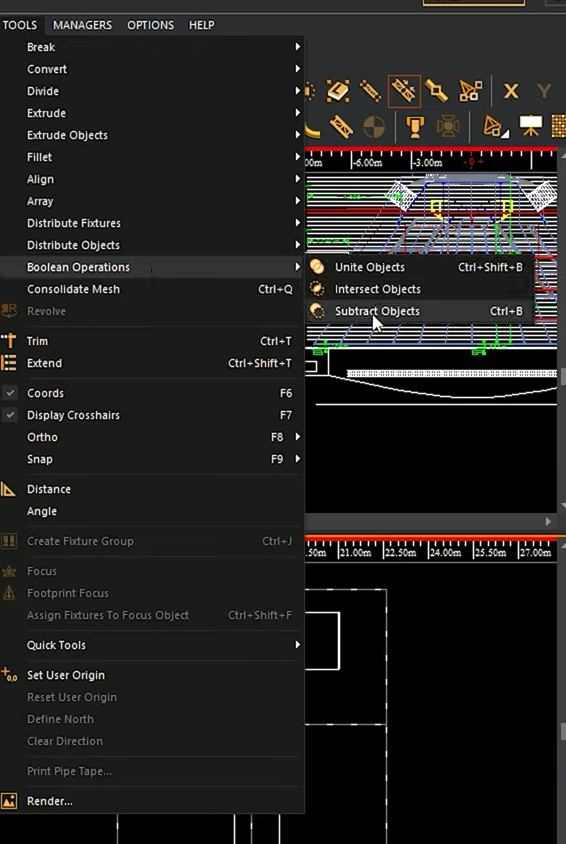 TOOLS MANAGERS OPTIONS HELP
Break
Convert
Divide
Extrude
Extrude Objects
Fillet
Align
Array
Distribute Fixtures
Distribute Objects
Boolean Operations
Consolidate Mesh Ctrl+Q
Revolve
Trim Ctrl+T
Extend Ctrl+Shift+T
Coords F6
Display Crosshairs F7
Ortho F8
Snap F9
Distance
Angle
Create Fixture Group Ctrl+J
Focus
Footprint Focus
Assign Fixtures To Focus Object Ctrl+Shift+F
Quick Tools
Set User Origin
Reset User Origin
Define North
Clear Direction
Print Pipe Tape...
Render...
X Y
00m -6.00m -3.00m -0+
Unite Objects Ctrl+Shift+B
Intersect Objects
Subtract Objects Ctrl+B
.50m 21.00m 22.50m 24.00m 25.50m 27.00m